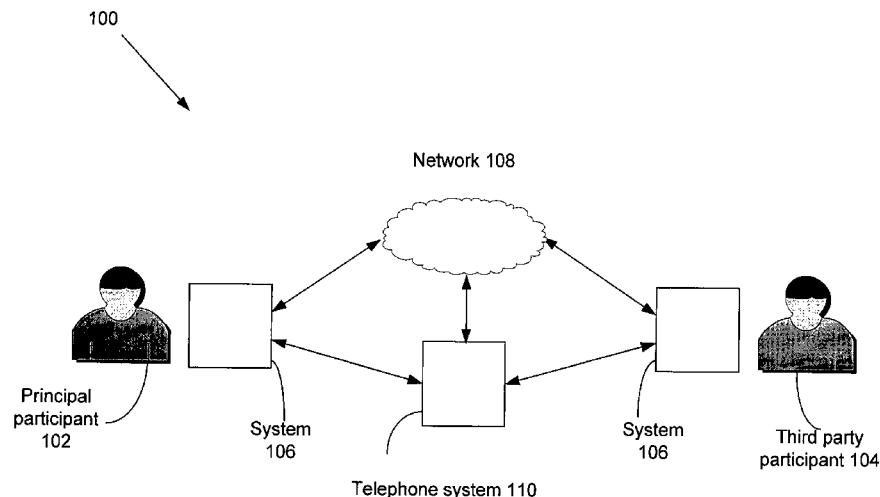 100
Network 108
Principal
participant
102
System
106
Telephone system 110
System
106
Third party
participant 104